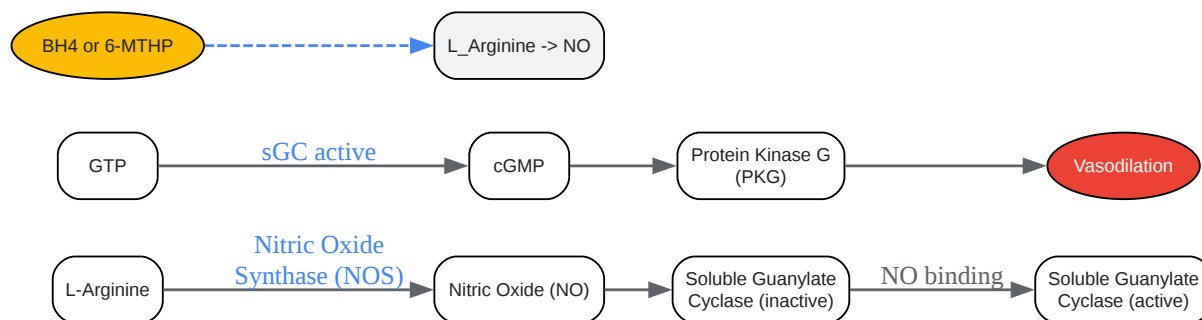 BH4 or 6-MTHP
L_Arginine -> NO
GTP
sGC active
cGMP
Protein Kinase G
(PKG)
Vasodilation
L-Arginine
Nitric Oxide
Synthase (NOS)
Nitric Oxide (NO)
Soluble Guanylate
Cyclase (inactive)
NO binding
Soluble Guanylate
Cyclase (active)